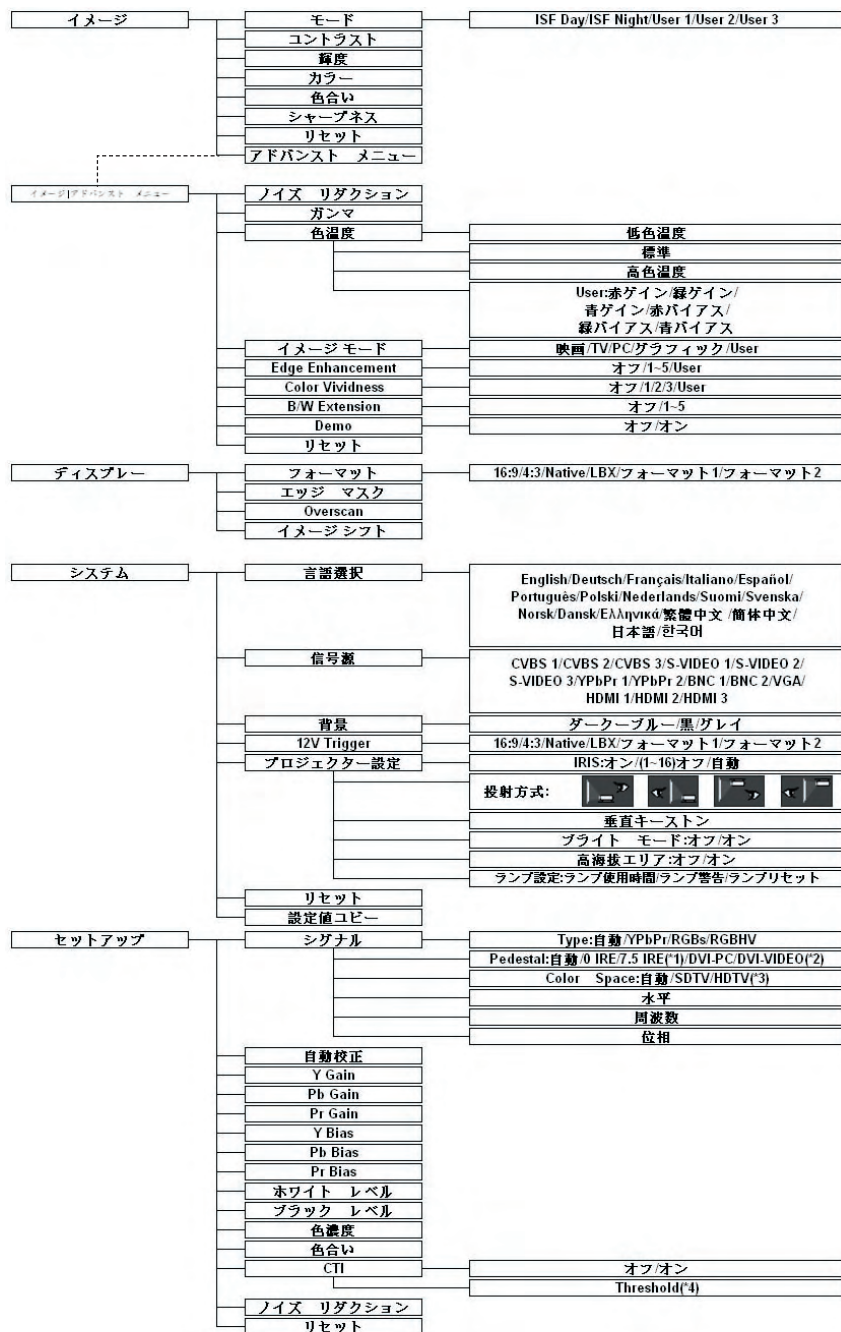 イメージ
モード
ISF Day/ISF Night/User 1/User 2/User 3
コントラスト
輝度
カラー
色合い
シャープネス
リセット
アドバンスト　メニュー
イメージ|アドバンスト　メニュー
ノイズ　リダクション
ガンマ
色温度
低色温度
標準
高色温度
User:赤ゲイン/緑ゲイン/
青ゲイン/赤バイアス/
緑バイアス/青バイアス
イメージ モード
映画/TV/PC/グラフィック/User
Edge Enhancement
オフ/1~5/User
Color Vividness
オフ/1/2/3/User
B/W Extension
オフ/1~5
Demo
オフ/オン
リセット
ディスプレー
フォーマット
16:9/4:3/Native/LBX/フォーマット1/フォーマット2
エッジ　マスク
Overscan
イメージ シフト
システム
言語選択
English/Deutsch/Français/Italiano/Español/
Português/Polski/Nederlands/Suomi/Svenska/
Norsk/Dansk/Ελληνικά/繁體中文 /簡体中文/
日本語/한국어
信号源
CVBS 1/CVBS 2/CVBS 3/S-VIDEO 1/S-VIDEO 2/
S-VIDEO 3/YPbPr 1/YPbPr 2/BNC 1/BNC 2/VGA/
HDMI 1/HDMI 2/HDMI 3
背景
ダークーブルー/黒/グレイ
12V Trigger
16:9/4:3/Native/LBX/フォーマット1/フォーマット2
プロジェクター設定
IRIS:オン/(1~16)オフ/自動
投射方式:
垂直キーストン
ブライト　モード:オフ/オン
高海抜エリア:オフ/オン
ランプ設定:ランプ使用時間/ランプ警告/ランプリセット
リセット
設定値コピー
セットアップ
シグナル
Type:自動/YPbPr/RGBs/RGBHV
Pedestal:自動/0 IRE/7.5 IRE(*1)/DVI-PC/DVI-VIDEO(*2)
Color　Space:自動/SDTV/HDTV(*3)
水平
周波数
位相
自動校正
Y Gain
Pb Gain
Pr Gain
Y Bias
Pb Bias
Pr Bias
ホワイト　レベル
ブラック　レベル
色濃度
色合い
CTI
オフ/オン
Threshold(*4)
ノイズ　リダクション
リセット